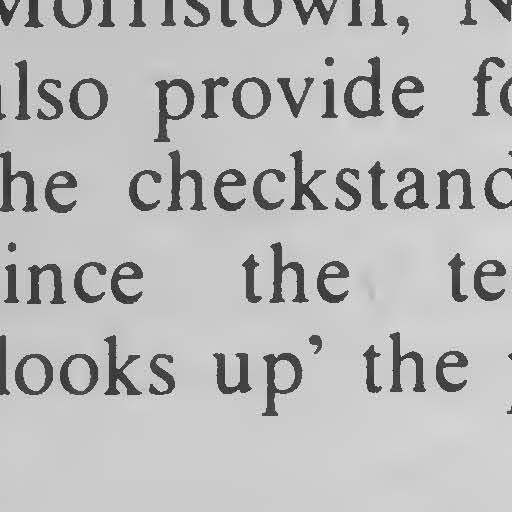 Morristown, N
also provide fo
he checkstand
ince the te
looks up' the